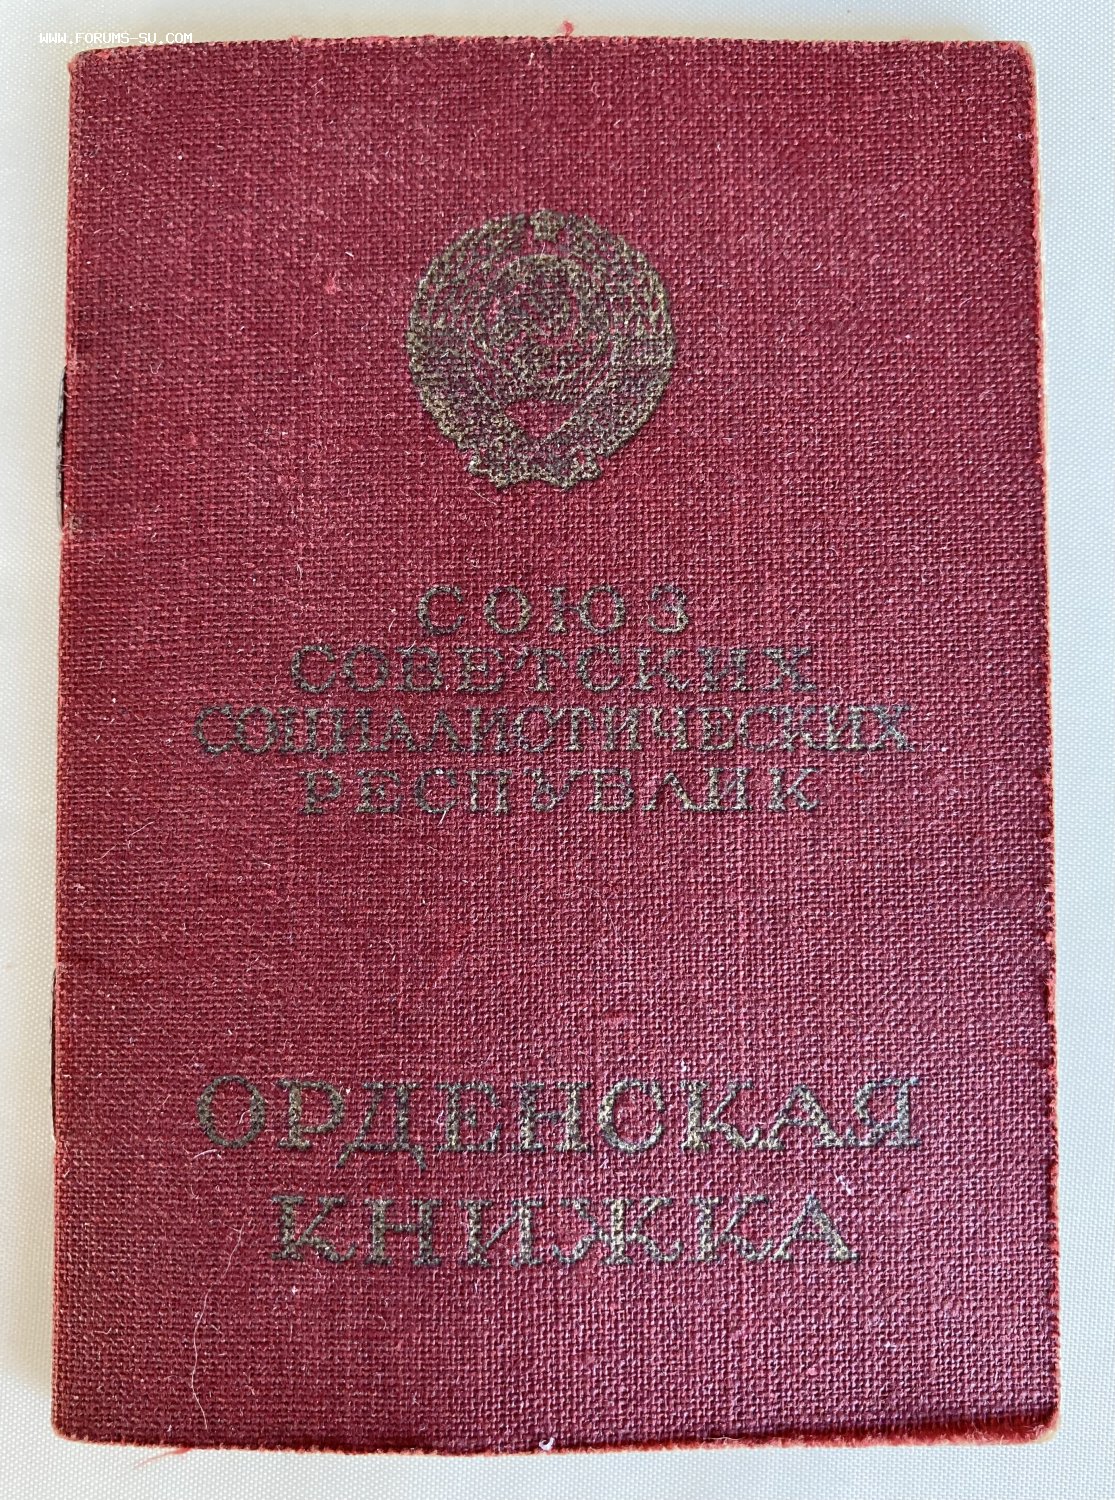 WWW.FORUMS-SU.COM
СОЮЗ
СОВЕТСКИХ
СОЦИАЛИСТИЧЕСКИХ
РЕСПУБЛИК
ОРДЕНСКАЯ
КНИЖКА